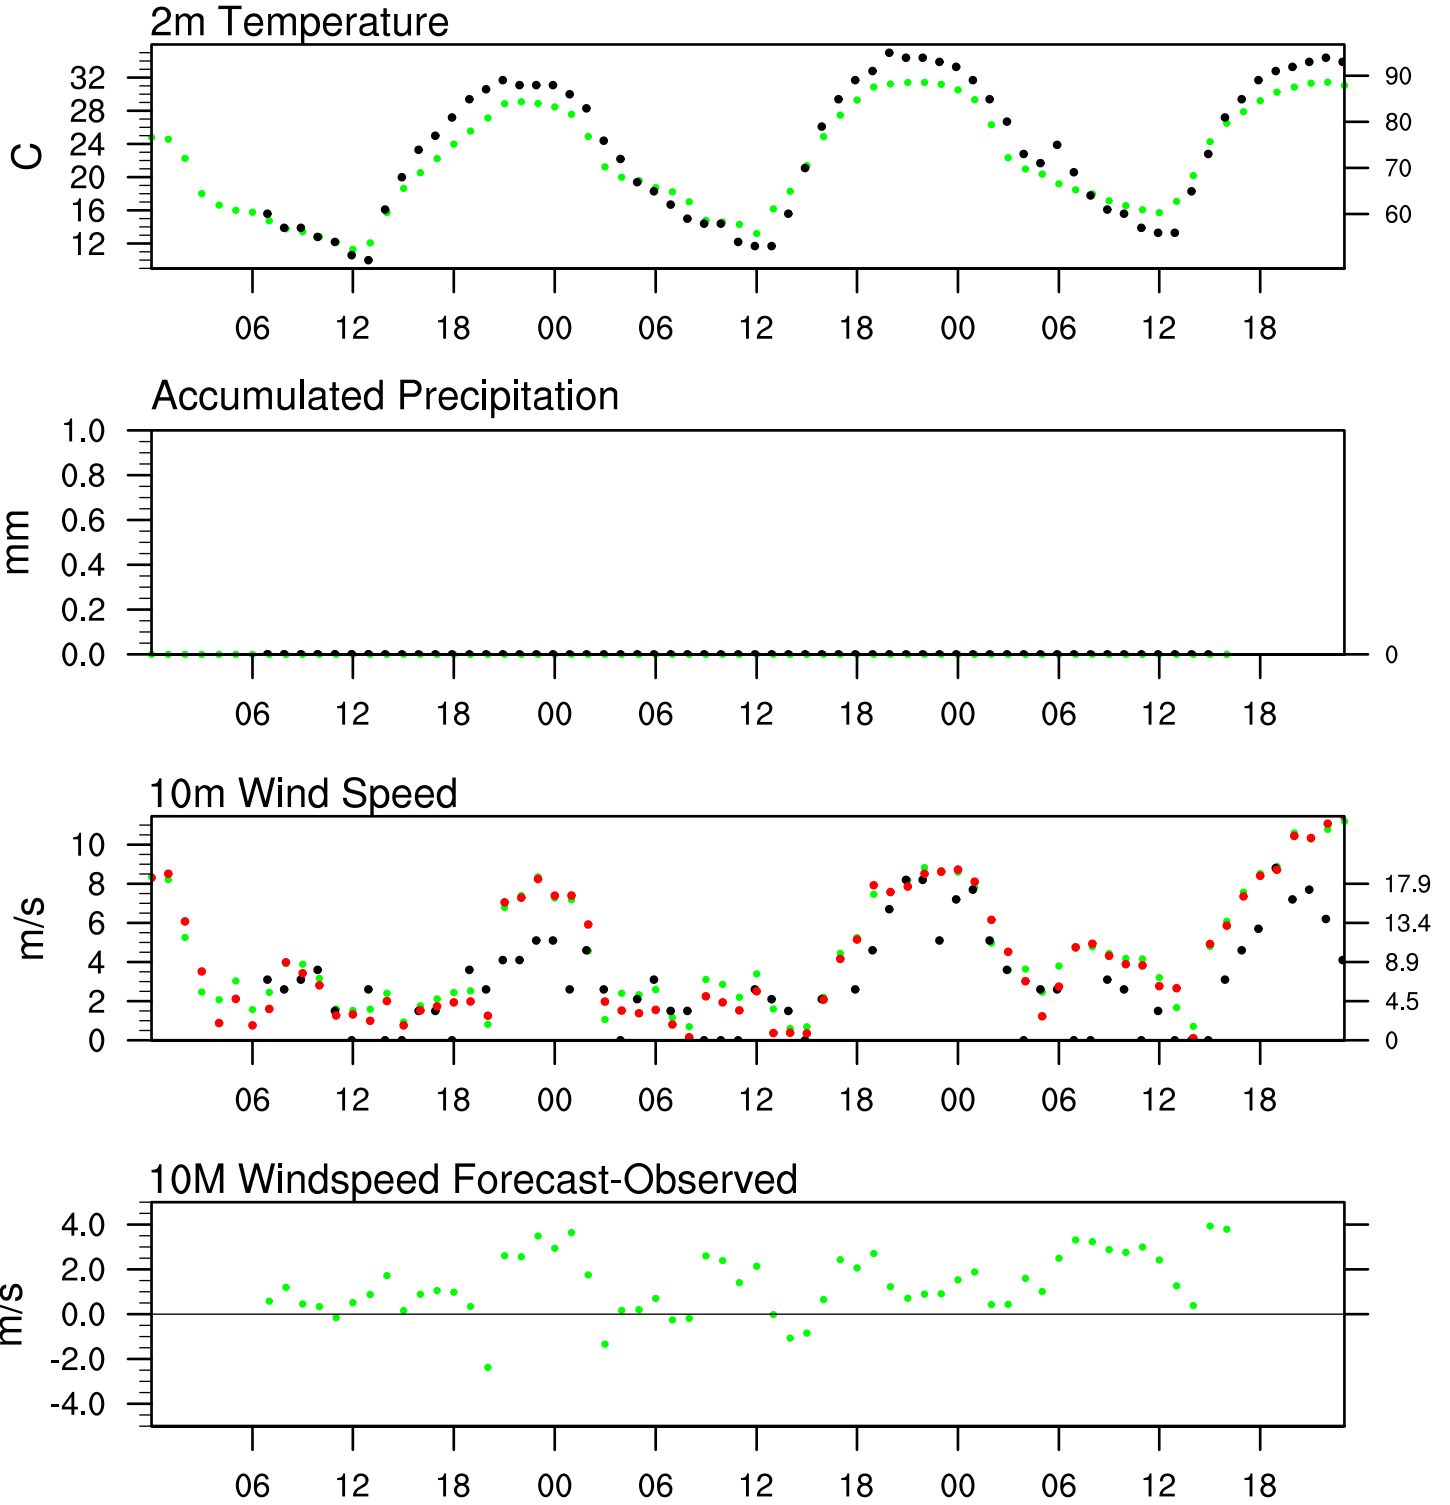 2m Temperature
C
32
28
24
20
16
12
90
80
70
60
06 12 18 00 06 12 18 00 06 12 18
Accumulated Precipitation
mm
1.0
0.8
0.6
0.4
0.2
0.0
0
06 12 18 00 06 12 18 00 06 12 18
10m Wind Speed
m/s
10
8
6
4
2
0
17.9
13.4
8.9
4.5
0
06 12 18 00 06 12 18 00 06 12 18
10M Windspeed Forecast-Observed
m/s
4.0
2.0
0.0
-2.0
-4.0
06 12 18 00 06 12 18 00 06 12 18